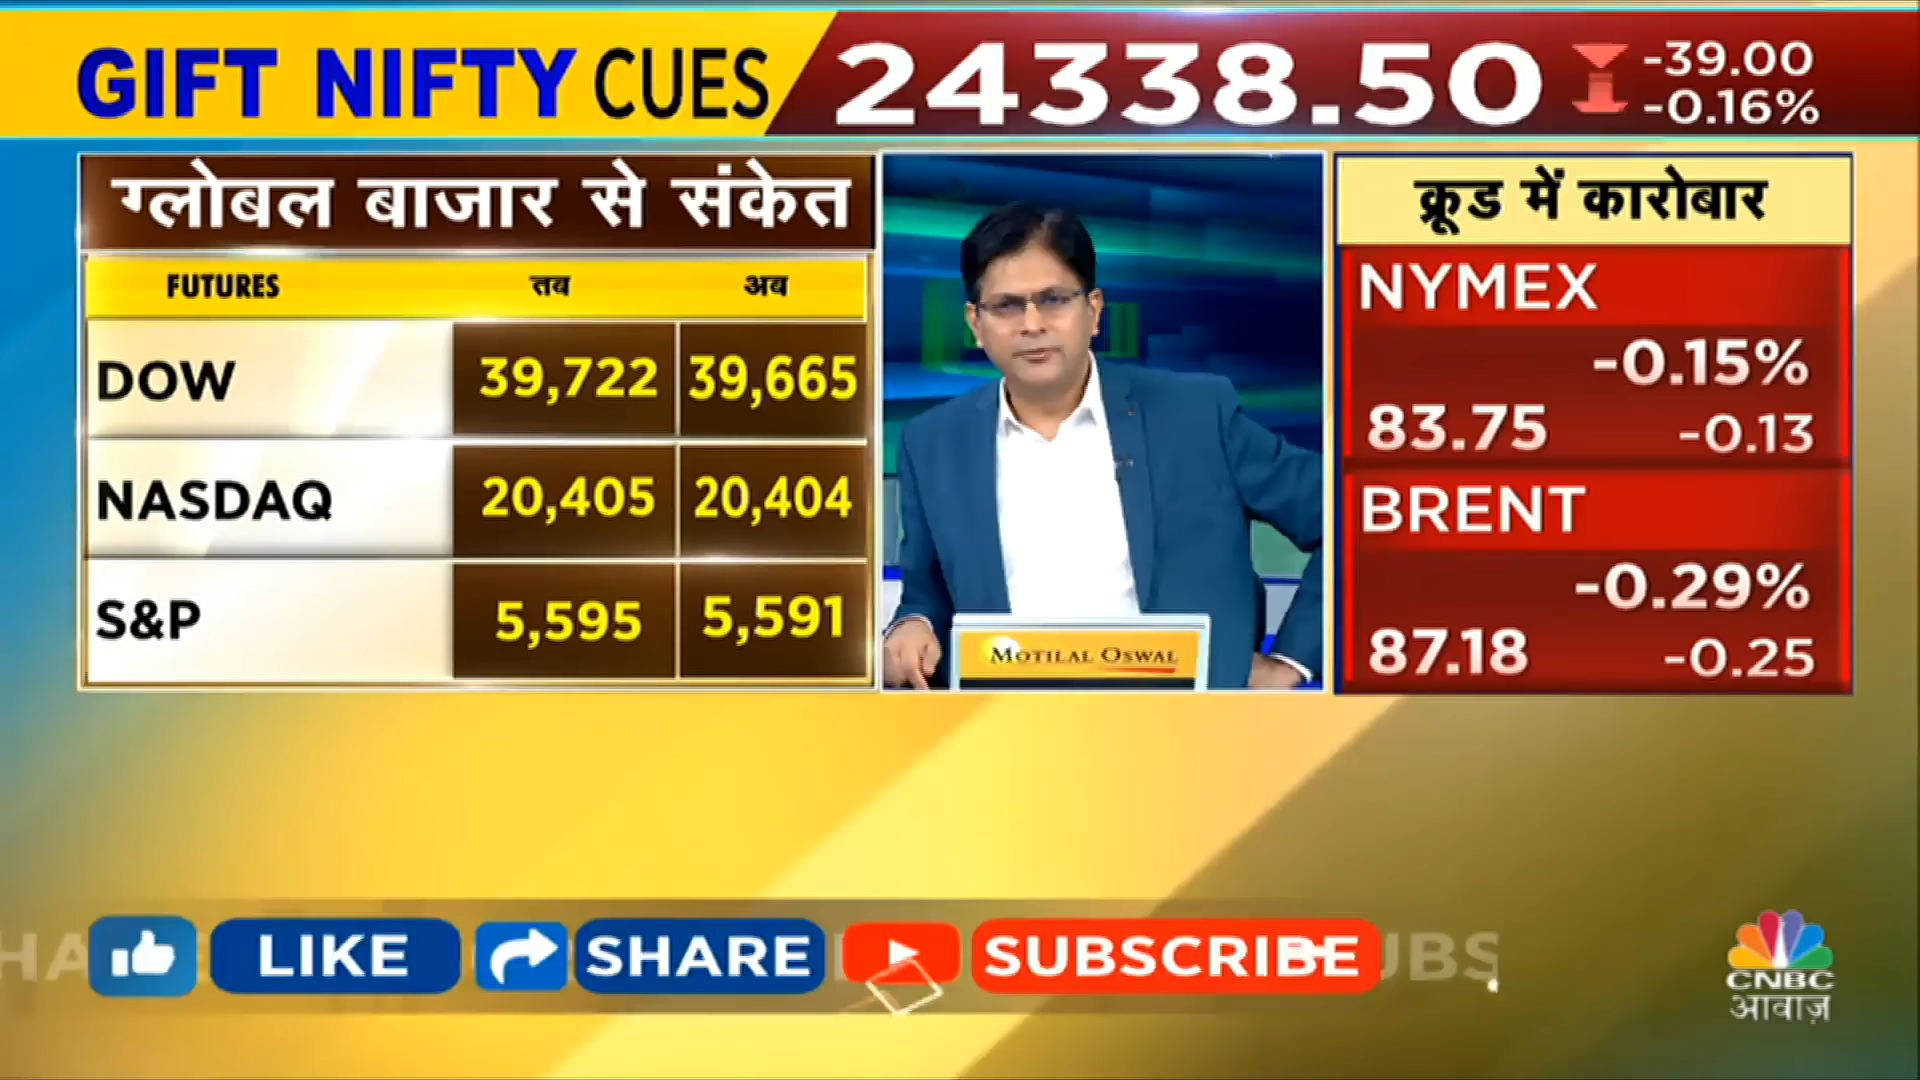 GIFT NIFTY CUES
24338.50
-39.00
-0.16%
ग्लोबल बाजार से संकेत
FUTURES तब अब
DOW 39,722 39,665
NASDAQ 20,405 20,404
S&P 5,595 5,591
MOTILAL OSWAL
क्रूड में कारोबार
NYMEX
-0.15%
83.75 -0.13
BRENT
-0.29%
87.18 -0.25
LIKE SHARE SUBSCRIBE
CNBC
आवाज़